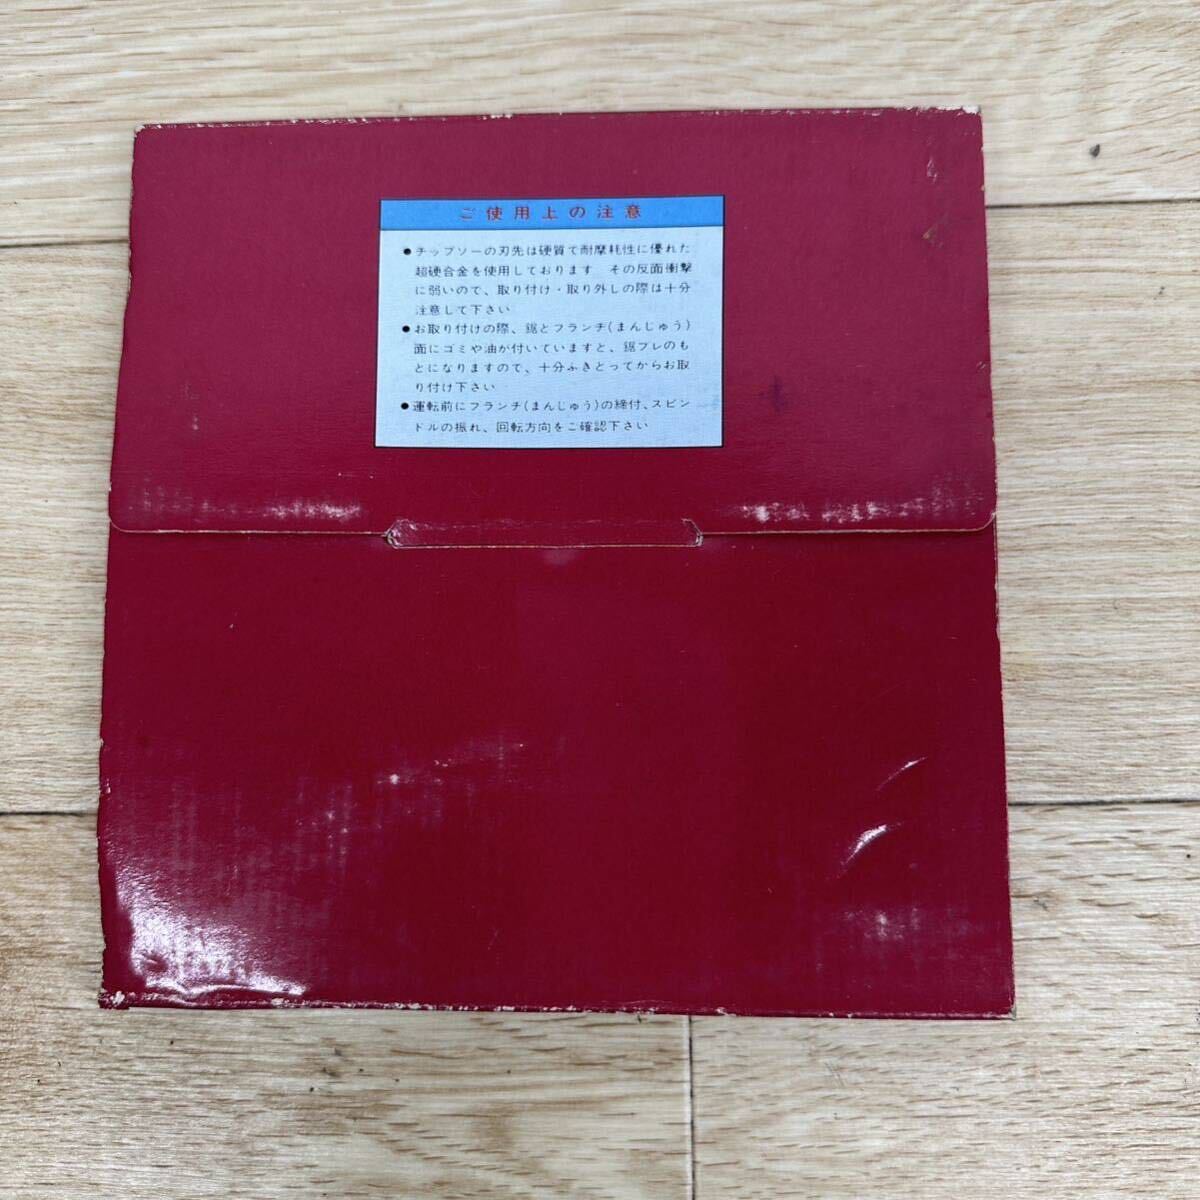 ご使用上の注意
●チップソーの刃先は硬質で耐摩耗性に優れた
超硬合金を使用しております その反面衝撃
に弱いので、取り付け・取り外しの際は十分
注意して下さい
●お取り付けの際、鋸とフランチ(まんじゅう)
面にゴミや油が付いていますと、鋸フレのも
とになりますので、十分ふきとってからお取
り付け下さい
●運転前にフランチ(まんじゅう)の締付、スピン
ドルの振れ、回転方向をご確認下さい